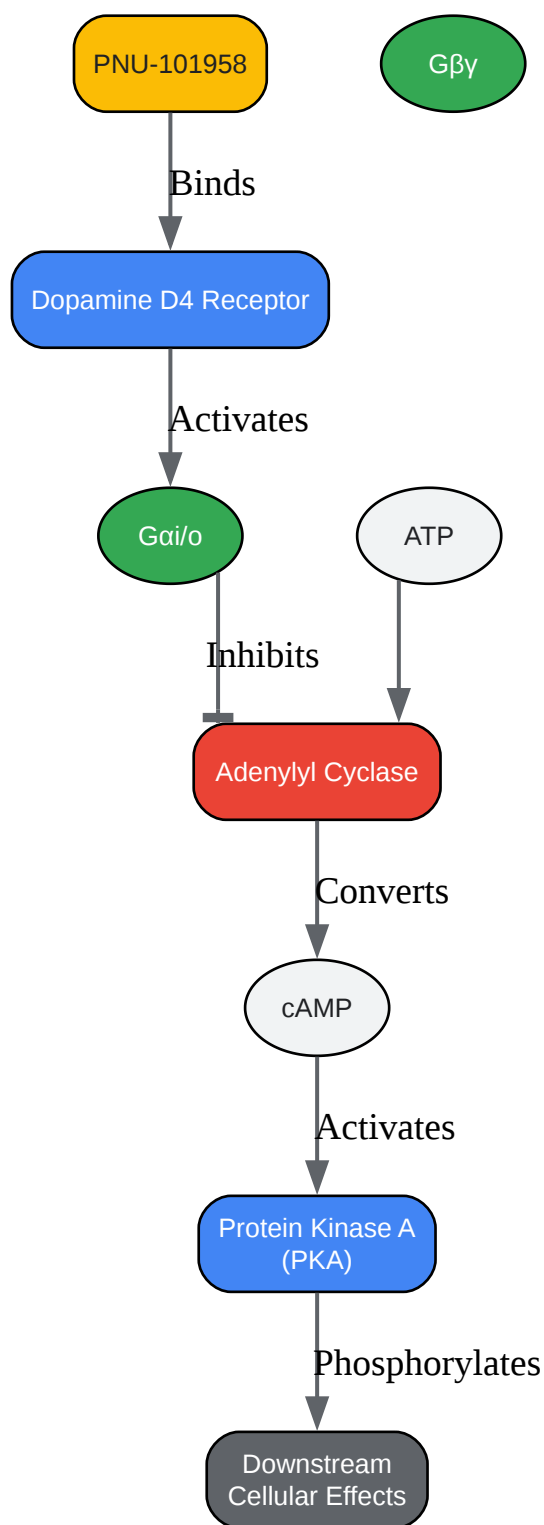 PNU-101958
Gβγ
Binds
Dopamine D4 Receptor
Activates
Gαi/o
ATP
Inhibits
Adenylyl Cyclase
Converts
cAMP
Activates
Protein Kinase A
(PKA)
Phosphorylates
Downstream
Cellular Effects